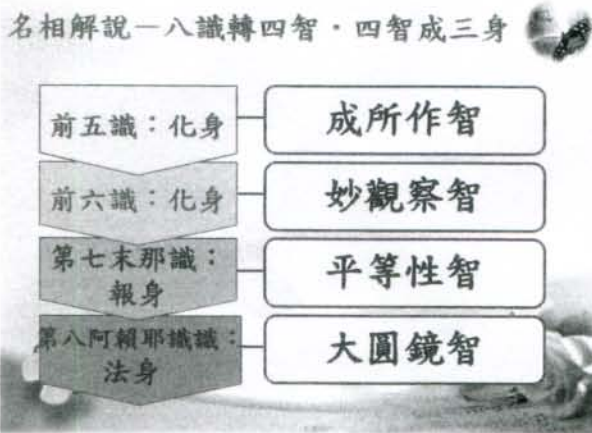 名相解說－八識轉四智．四智成三身
前五識：化身
成所作智
前六識：化身
妙觀察智
第七末那識：
報身
平等性智
第八阿賴耶識識：
法身
大圓鏡智